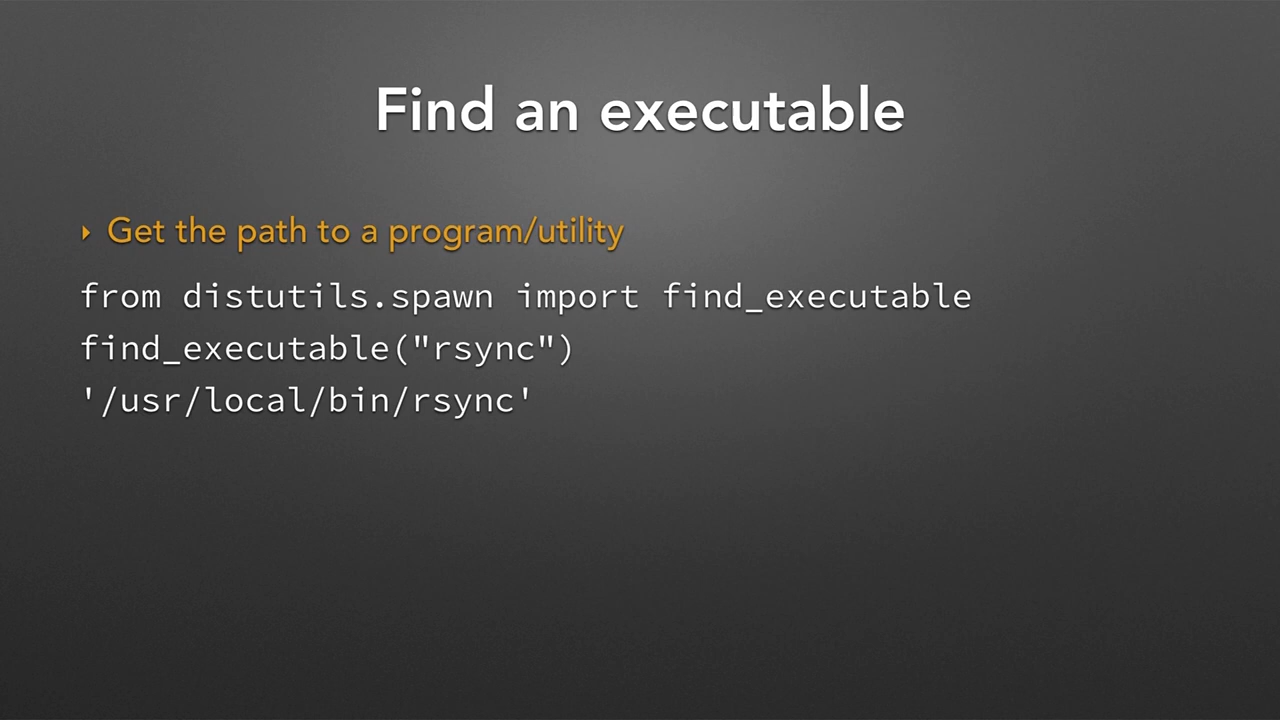 Find an executable
‣ Get the path to a program/utility
from distutils.spawn import find_executable
find_executable("rsync")
'/usr/local/bin/rsync'